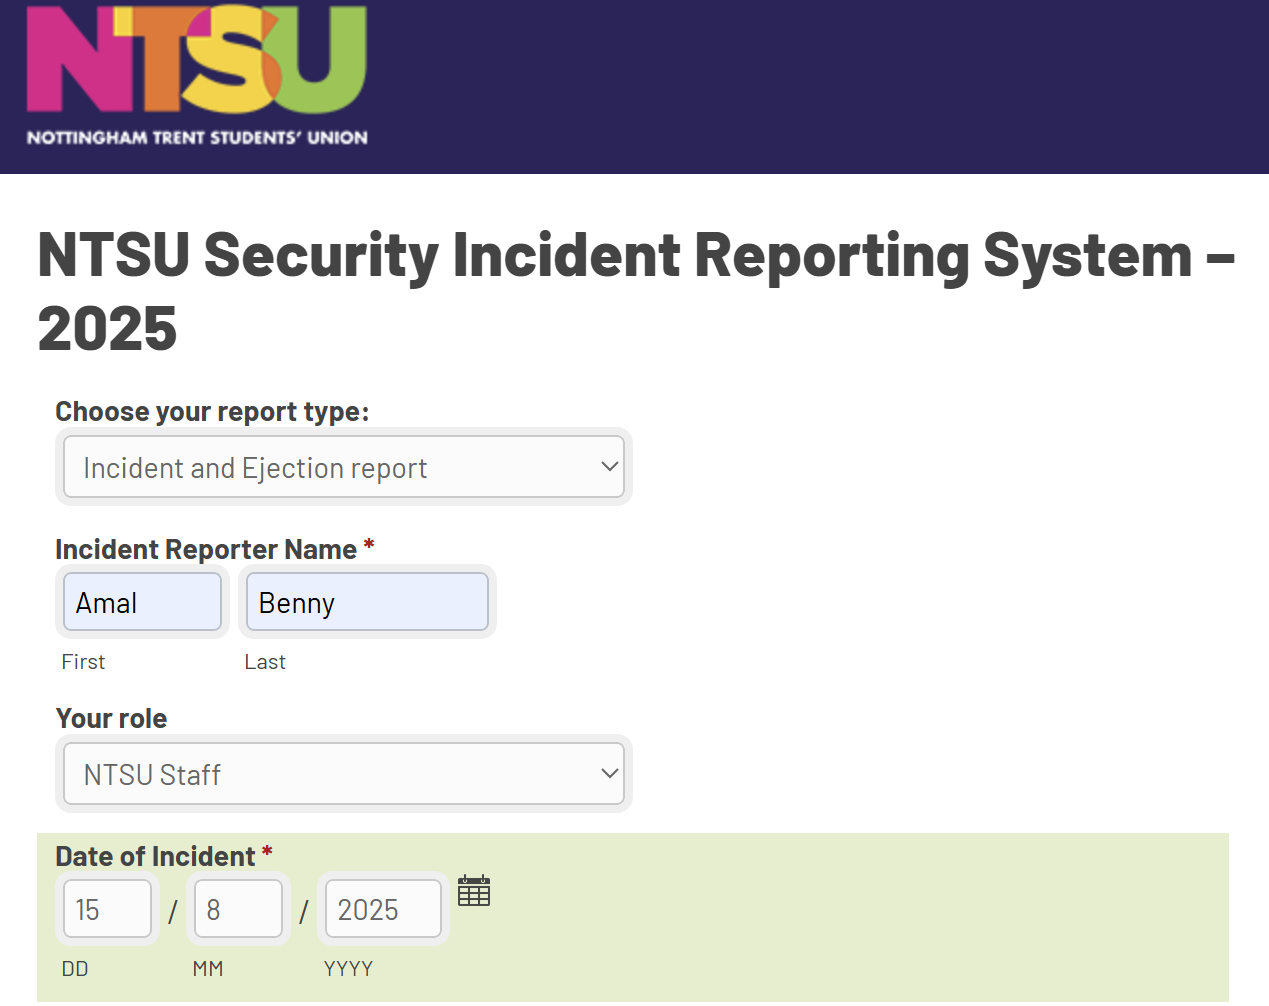 NTSU
NOTTINGHAM TRENT STUDENTS' UNION
NTSU Security Incident Reporting System –
2025
Choose your report type:
Incident and Ejection report
Incident Reporter Name *
Amal Benny
First Last
Your role
NTSU Staff
Date of Incident *
15 / 8 / 2025
DD MM YYYY